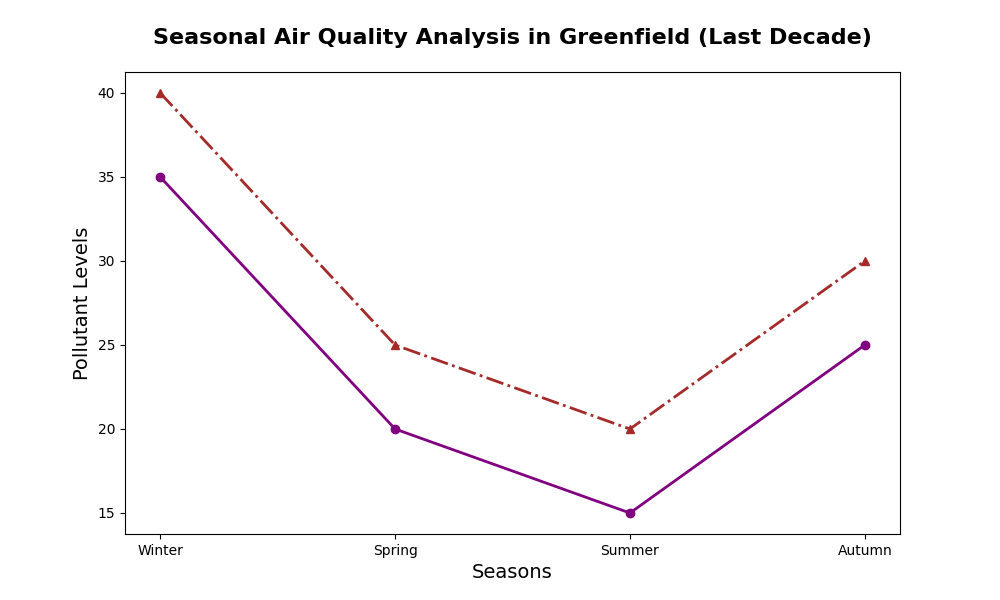 Seasonal Air Quality Analysis in Greenfield (Last Decade)
Pollutant Levels
40
35
30
25
20
15
Winter Spring Summer Autumn
Seasons